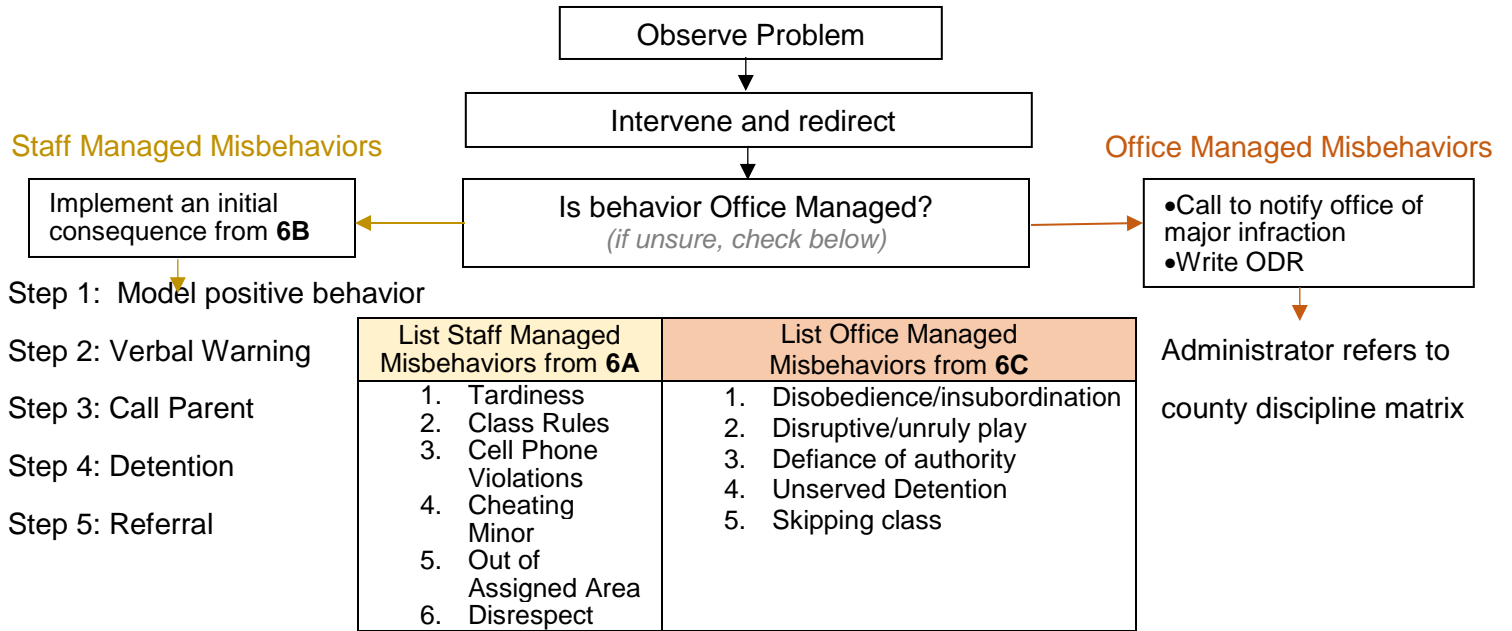 Observe Problem
Intervene and redirect
Staff Managed Misbehaviors
Office Managed Misbehaviors
Implement an initial
consequence from 6B
Is behavior Office Managed?
(if unsure, check below)
•Call to notify office of
major infraction
•Write ODR
Step 1:  Model positive behavior
Step 2: Verbal Warning
Step 3: Call Parent
Step 4: Detention
Step 5: Referral
List Staff Managed
Misbehaviors from 6A
1. Tardiness
2. Class Rules
3. Cell Phone
Violations
4. Cheating
Minor
5. Out of
Assigned Area
6. Disrespect
List Office Managed
Misbehaviors from 6C
1. Disobedience/insubordination
2. Disruptive/unruly play
3. Defiance of authority
4. Unserved Detention
5. Skipping class
Administrator refers to
county discipline matrix